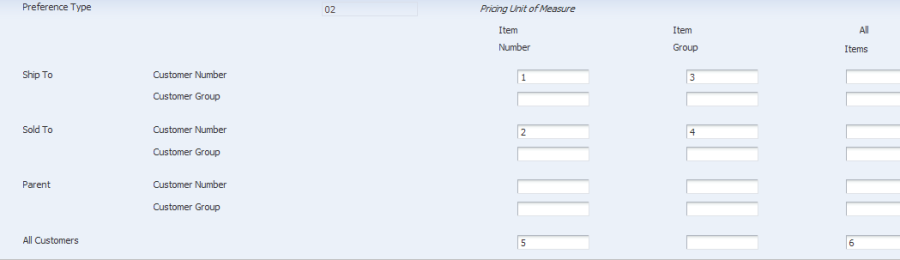 Preference Type 02 Pricing Unit of Measure
Item Item All
Number Group Items
Ship To Customer Number 1 3
Customer Group
Sold To Customer Number 2 4
Customer Group
Parent Customer Number
Customer Group
All Customers 5 6